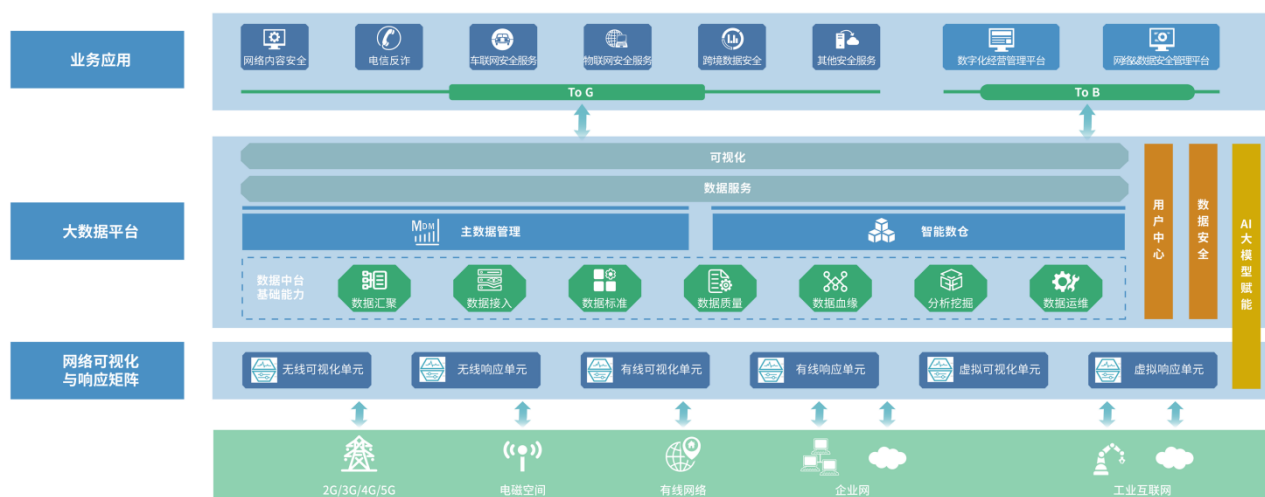 业务应用
网络内容安全
电信反诈
车联网安全服务
物联网安全服务
跨境数据安全
其他安全服务
数字化经营管理平台
网络&数据安全管理平台
To G
To B
大数据平台
可视化
数据服务
MDM
主数据管理
智能数仓
数据中台
基础能力
数据汇聚
数据接入
数据标准
数据质量
数据血缘
分析挖掘
数据运维
用户中心
数据安全
AI大模型赋能
网络可视化
与响应矩阵
无线可视化单元
无线响应单元
有线可视化单元
有线响应单元
虚拟可视化单元
虚拟响应单元
2G/3G/4G/5G
电磁空间
有线网络
企业网
工业互联网